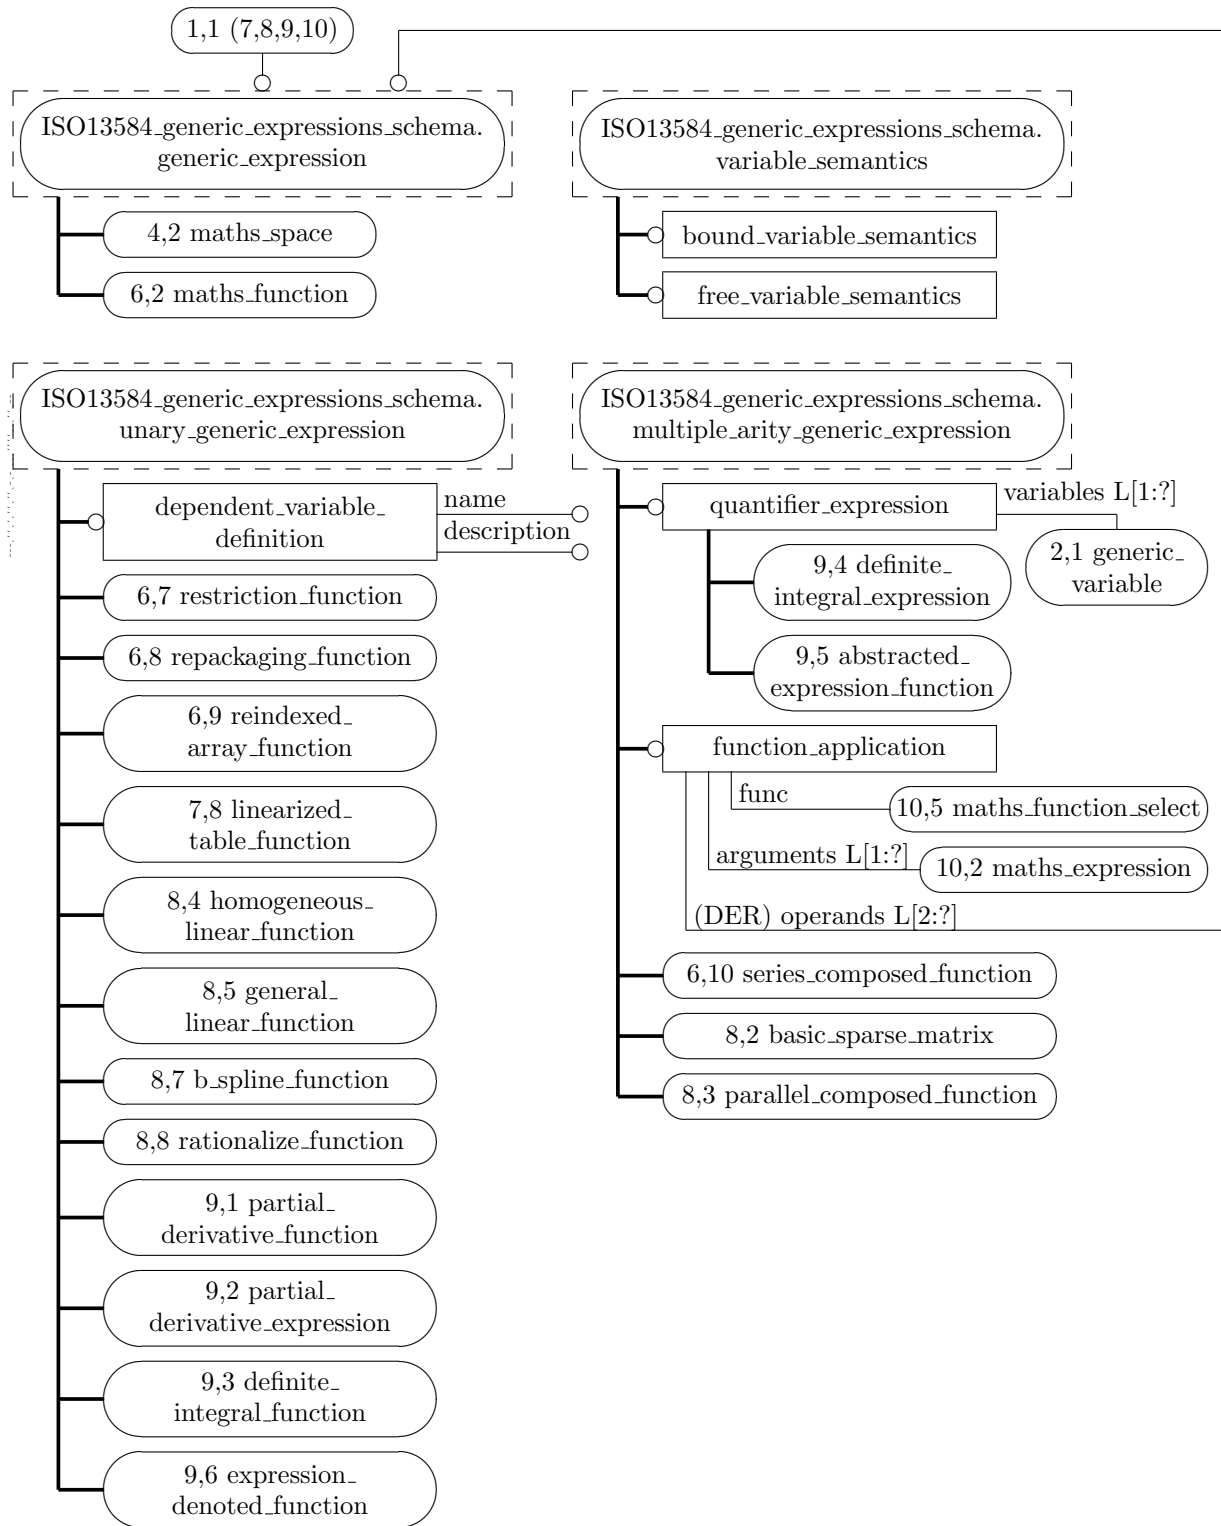 1,1 (7,8,9,10)
ISO13584_generic_expressions_schema.
generic_expression
4,2 maths_space
6,2 maths_function
ISO13584_generic_expressions_schema.
variable_semantics
bound_variable_semantics
free_variable_semantics
ISO13584_generic_expressions_schema.
unary_generic_expression
dependent_variable_
definition
name
description
6,7 restriction_function
6,8 repackaging_function
6,9 reindexed_
array_function
7,8 linearized_
table_function
8,4 homogeneous_
linear_function
8,5 general_
linear_function
8,7 b_spline_function
8,8 rationalize_function
9,1 partial_
derivative_function
9,2 partial_
derivative_expression
9,3 definite_
integral_function
9,6 expression_
denoted_function
ISO13584_generic_expressions_schema.
multiple_arity_generic_expression
quantifier_expression
variables L[1:?]
2,1 generic_
variable
9,4 definite_
integral_expression
9,5 abstracted_
expression_function
function_application
func
10,5 maths_function_select
arguments L[1:?]
10,2 maths_expression
(DER) operands L[2:?]
6,10 series_composed_function
8,2 basic_sparse_matrix
8,3 parallel_composed_function